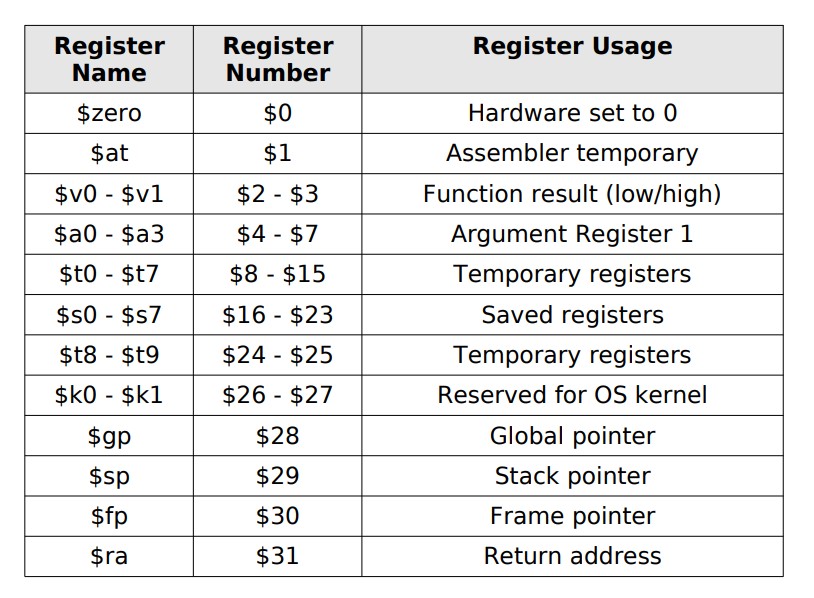 Register Name Register Number Register Usage
$zero $0 Hardware set to 0
$at $1 Assembler temporary
$v0 - $v1 $2 - $3 Function result (low/high)
$a0 - $a3 $4 - $7 Argument Register 1
$t0 - $t7 $8 - $15 Temporary registers
$s0 - $s7 $16 - $23 Saved registers
$t8 - $t9 $24 - $25 Temporary registers
$k0 - $k1 $26 - $27 Reserved for OS kernel
$gp $28 Global pointer
$sp $29 Stack pointer
$fp $30 Frame pointer
$ra $31 Return address